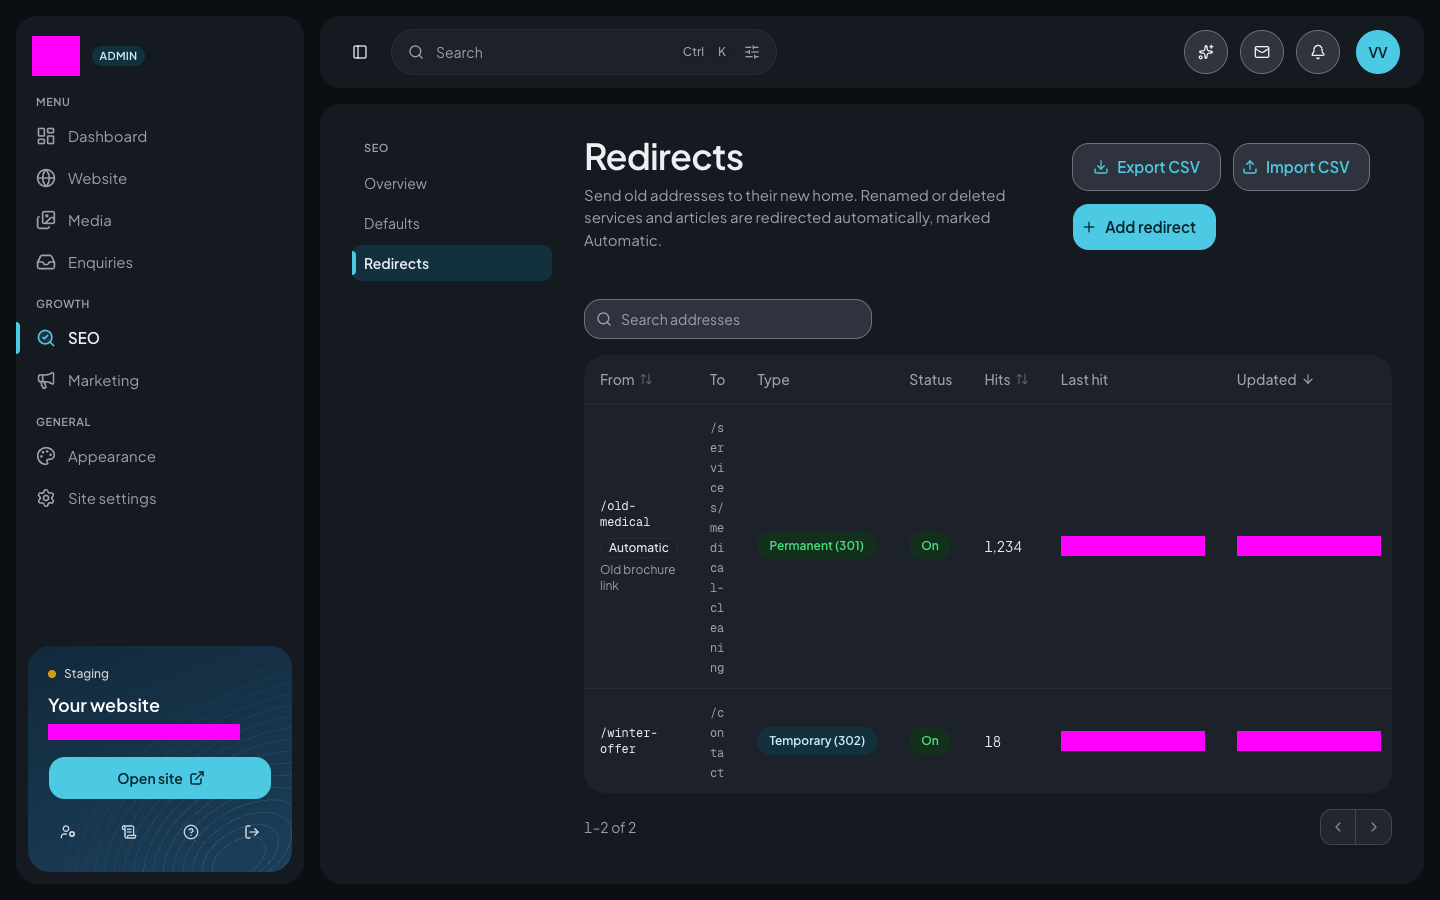 ADMIN
MENU
Dashboard
Website
Media
Enquiries
GROWTH
SEO
Marketing
GENERAL
Appearance
Site settings
Staging
Your website
Open site
Search
Ctrl K
VV
SEO
Overview
Defaults
Redirects
Redirects
Send old addresses to their new home. Renamed or deleted
services and articles are redirected automatically, marked
Automatic.
Export CSV
Import CSV
Add redirect
Search addresses
From To Type Status Hits Last hit Updated
/old-
medical
Automatic
Old brochure
link
/s
er
vi
ce
s/
me
di
ca
l-
cl
ea
ni
ng
Permanent (301)
On
1,234
/winter-
offer
/c
on
ta
ct
Temporary (302)
On
18
1–2 of 2